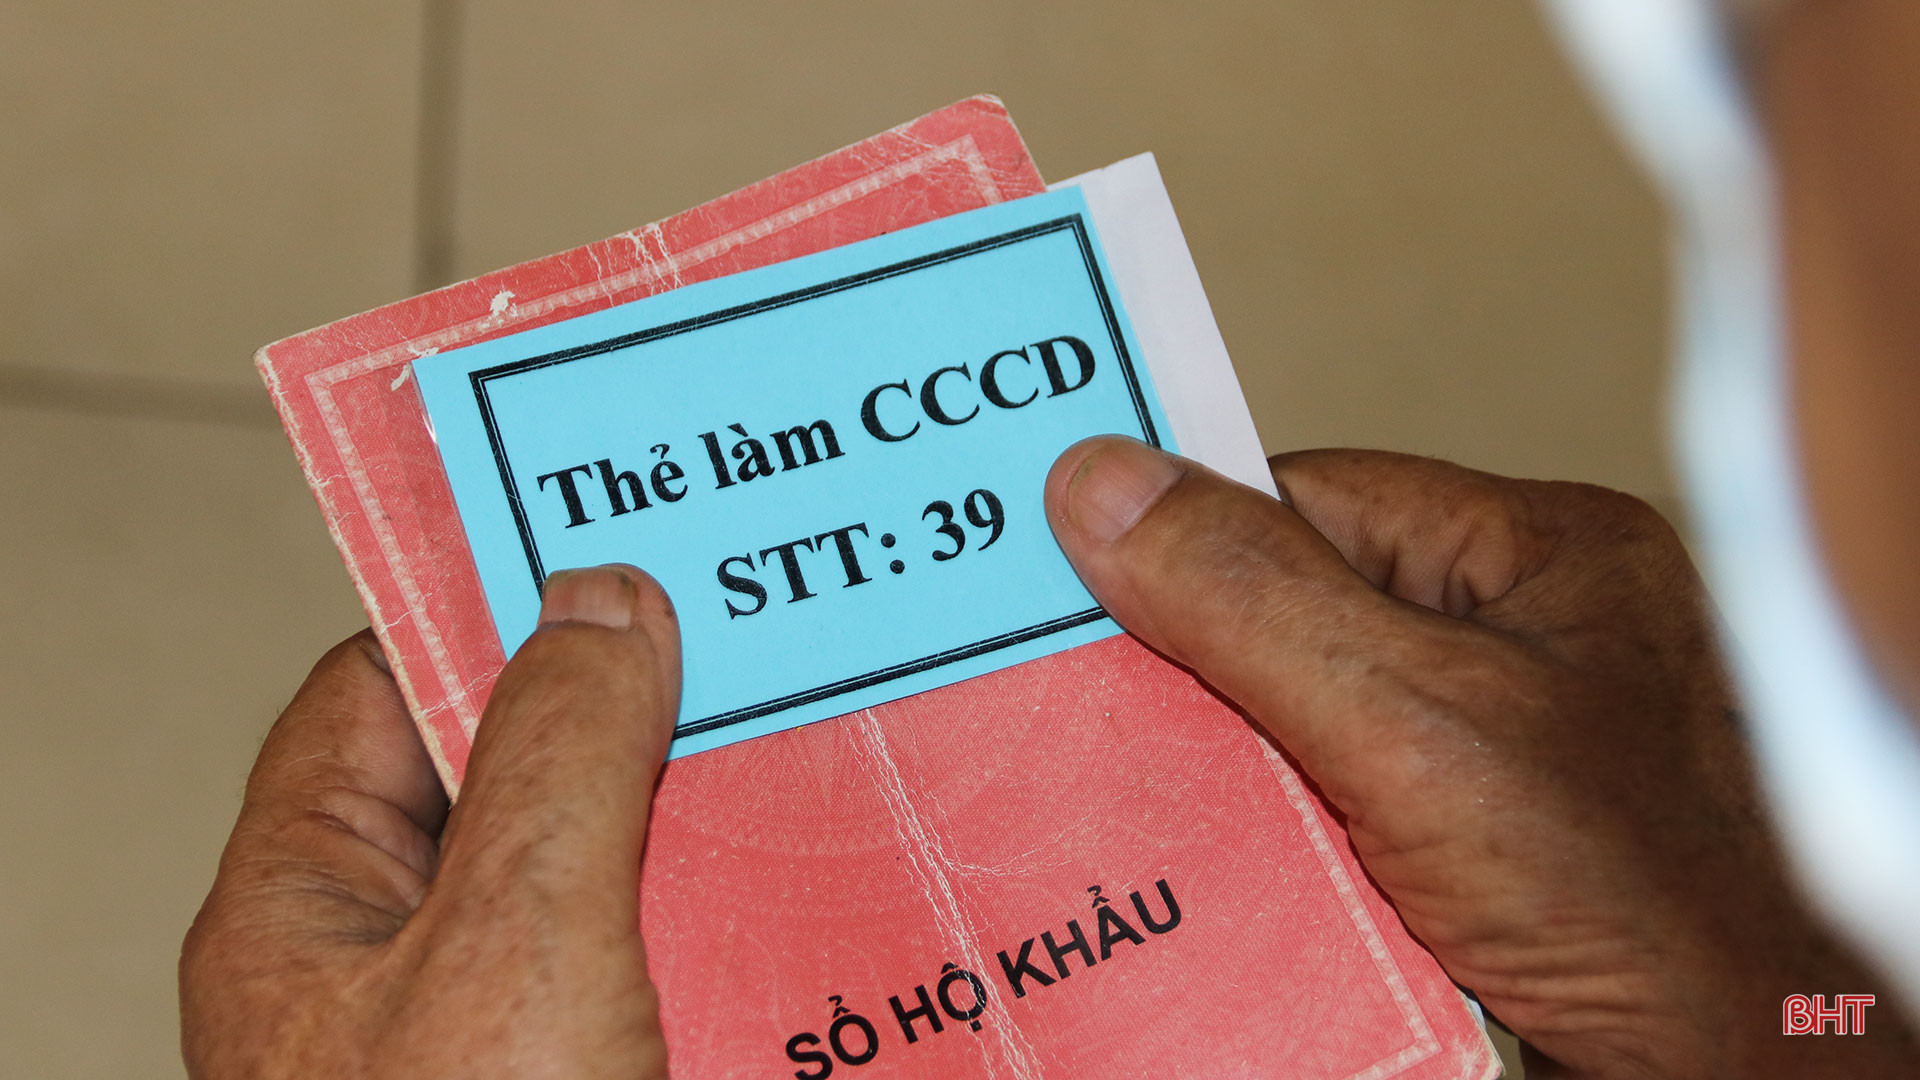 Thẻ làm CCCD
STT: 39
SỔ HỘ KHẨU
BHT